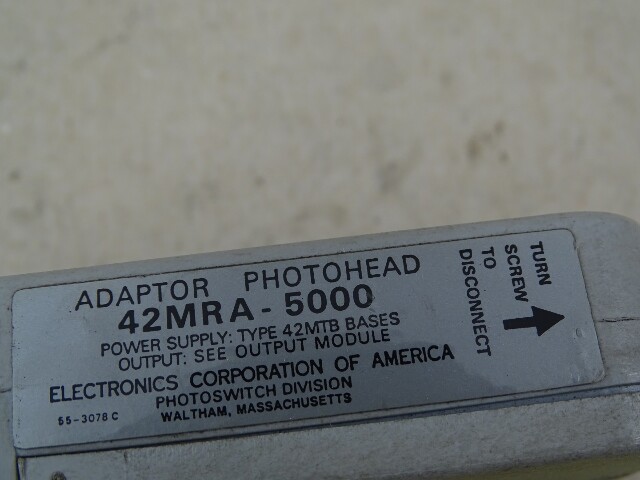 ADAPTOR PHOTOHEAD
42MRA-5000
POWER SUPPLY: TYPE 42MTB BASES
OUTPUT: SEE OUTPUT MODULE
ELECTRONICS CORPORATION OF AMERICA
PHOTOSWITCH DIVISION
WALTHAM, MASSACHUSETTS
55-3078C
TURN
SCREW
TO
DISCONNECT